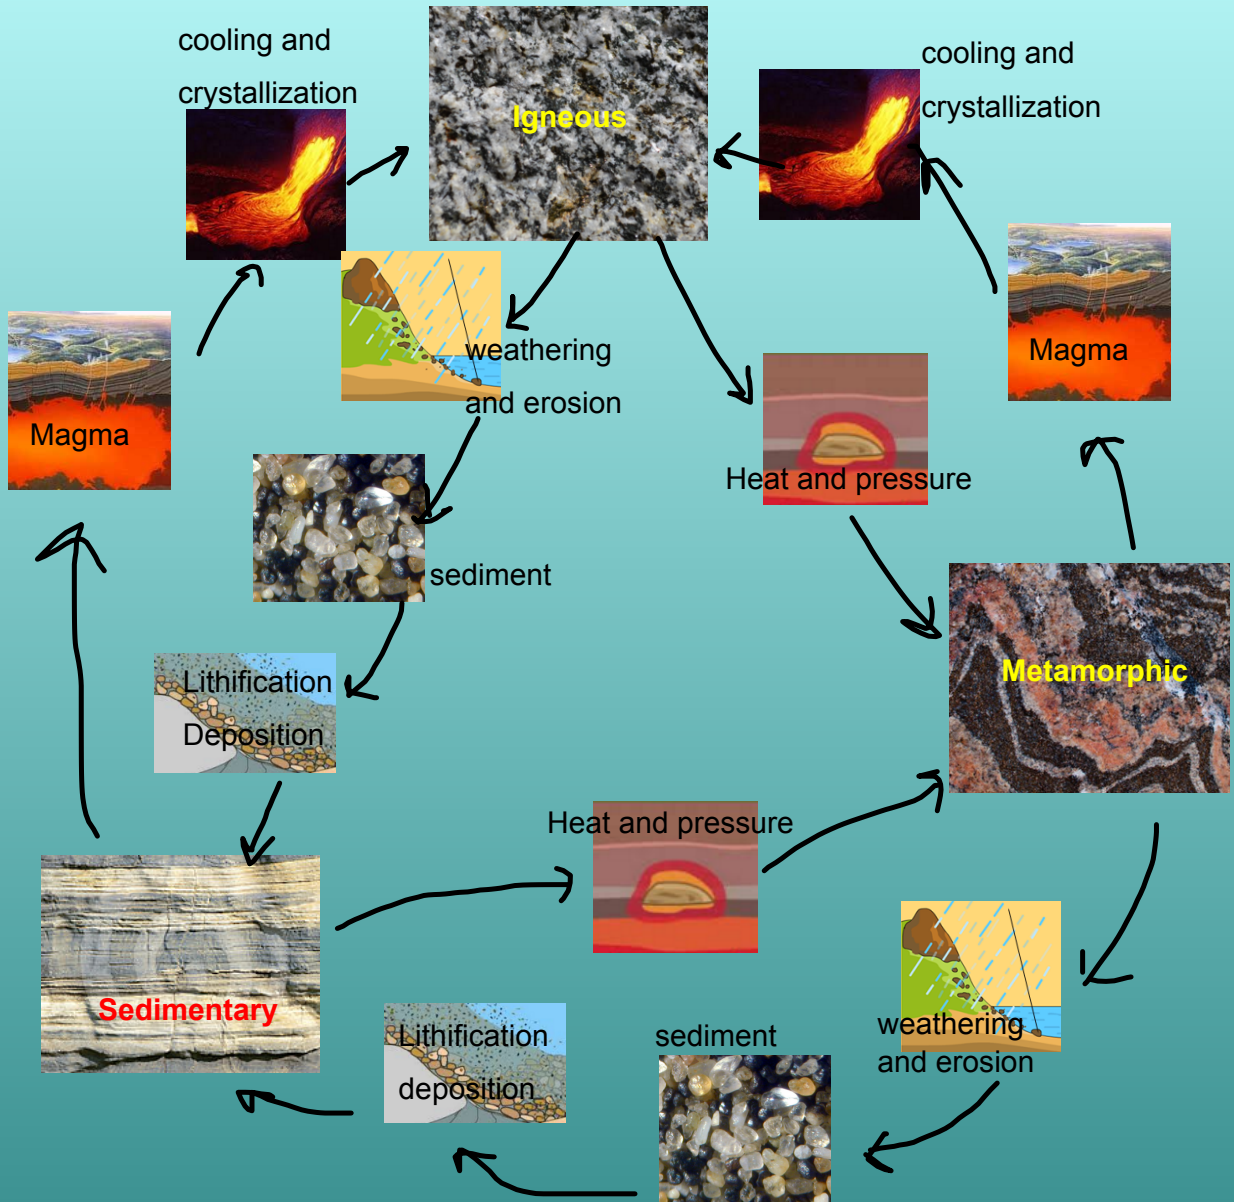 cooling and
crystallization
Igneous
cooling and
crystallization
Magma
weathering
and erosion
Magma
Heat and pressure
sediment
Metamorphic
Lithification
Deposition
Heat and pressure
Sedimentary
weathering
and erosion
sediment
Lithification
deposition